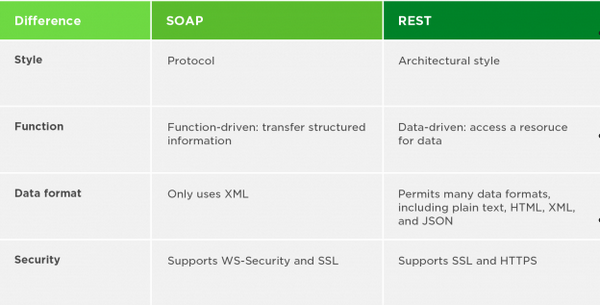 Difference SOAP REST
Style Protocol Architectural style
Function Function-driven: transfer structured Data-driven: access a resoruce
information for data
Data format Only uses XML Permits many data formats,
including plain text, HTML, XML,
and JSON
Security Supports WS-Security and SSL Supports SSL and HTTPS